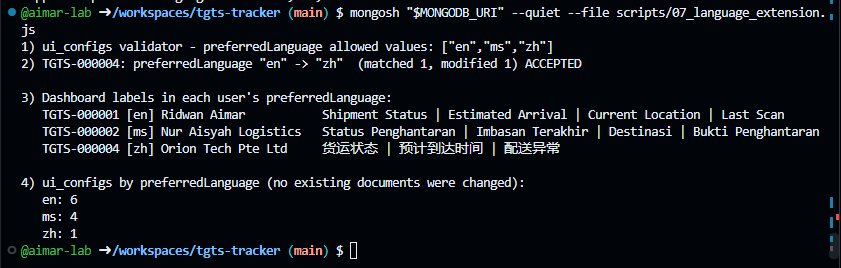 @aimar-lab ➜/workspaces/tgts-tracker (main) $ mongosh "$MONGODB_URI" --quiet --file scripts/07_language_extension.
js
1) ui_configs validator - preferredLanguage allowed values: ["en","ms","zh"]
2) TGTS-000004: preferredLanguage "en" -> "zh"  (matched 1, modified 1) ACCEPTED
3) Dashboard labels in each user's preferredLanguage:
TGTS-000001 [en] Ridwan Aimar Shipment Status | Estimated Arrival | Current Location | Last Scan
TGTS-000002 [ms] Nur Aisyah Logistics Status Penghantaran | Imbasan Terakhir | Destinasi | Bukti Penghantaran
TGTS-000004 [zh] Orion Tech Pte Ltd 货运状态 | 预计到达时间 | 配送异常
4) ui_configs by preferredLanguage (no existing documents were changed):
en: 6
ms: 4
zh: 1
@aimar-lab ➜/workspaces/tgts-tracker (main) $